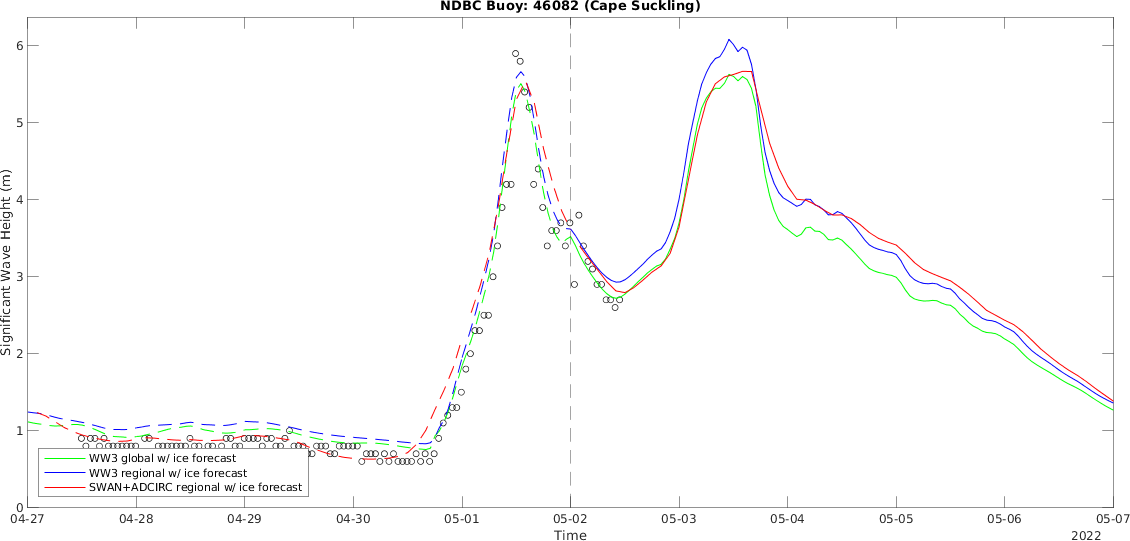 NDBC Buoy: 46082 (Cape Suckling)
Significant Wave Height (m)
6
5
4
3
2
1
0
WW3 global w/ ice forecast
WW3 regional w/ ice forecast
SWAN+ADCIRC regional w/ ice forecast
04-27 04-28 04-29 04-30 05-01 05-02 05-03 05-04 05-05 05-06 05-07
Time
2022